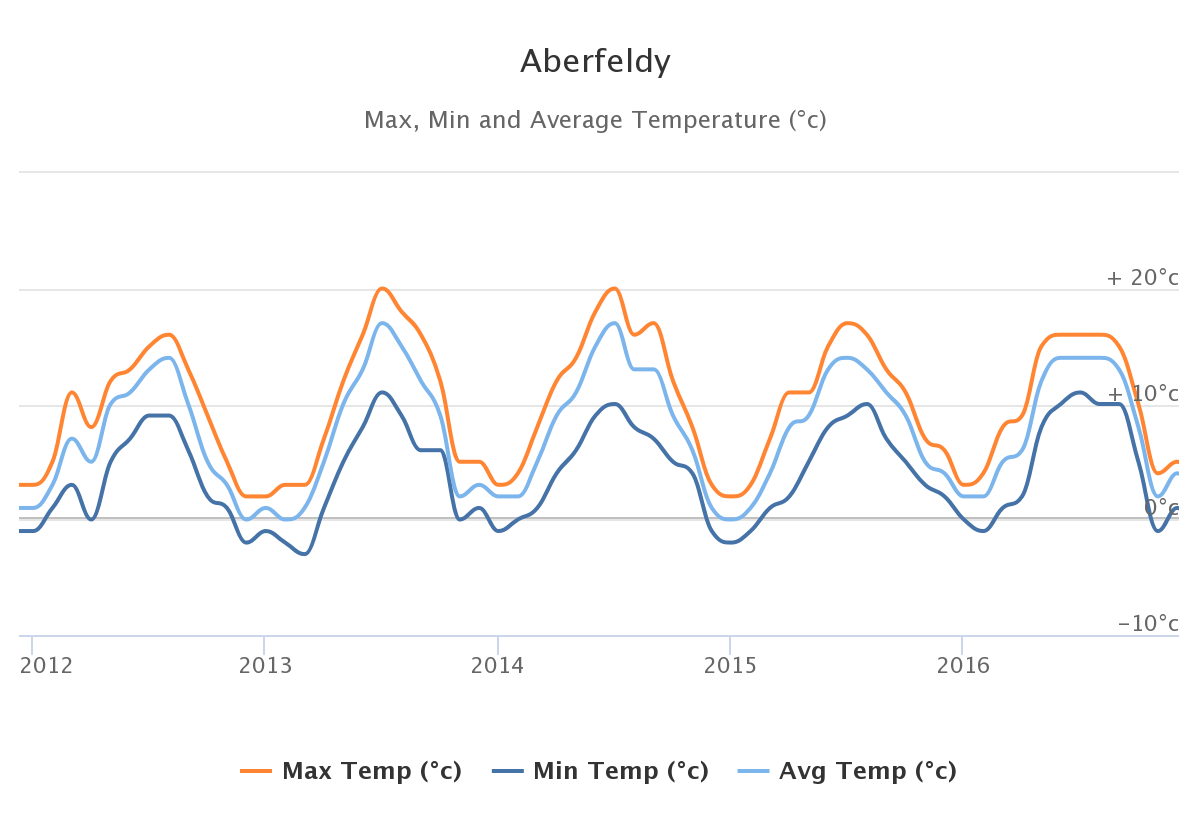 Aberfeldy
Max, Min and Average Temperature (°c)
+ 20°c
+ 10°c
0°c
−10°c
2012 2013 2014 2015 2016
Max Temp (°c) Min Temp (°c) Avg Temp (°c)